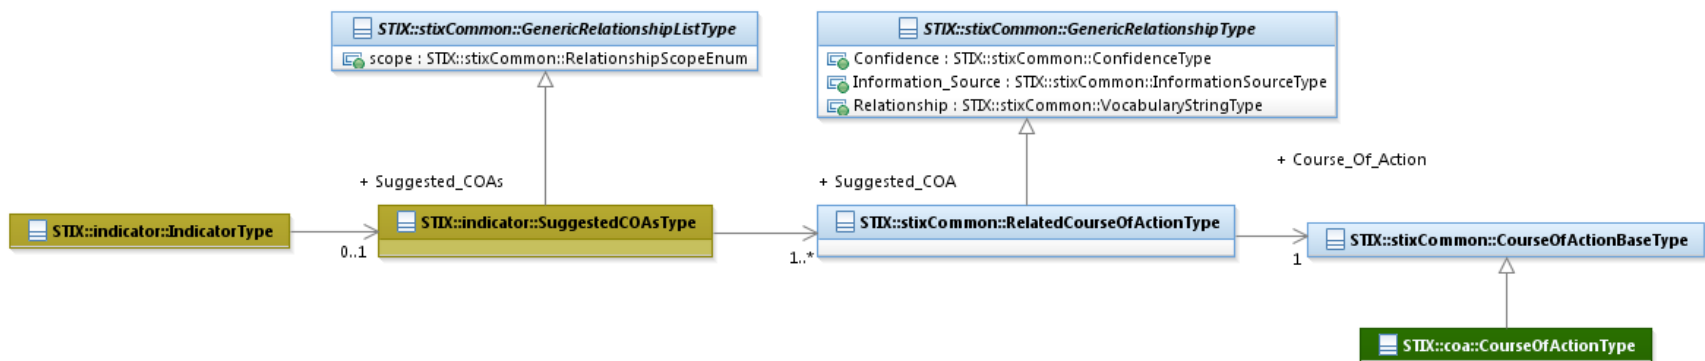 STIX::stixCommon::GenericRelationshipListType
scope : STIX::stixCommon::RelationshipScopeEnum
STIX::stixCommon::GenericRelationshipType
Confidence : STIX::stixCommon::ConfidenceType
Information_Source : STIX::stixCommon::InformationSourceType
Relationship : STIX::stixCommon::VocabularyStringType
+ Course_Of_Action
+ Suggested_COAs
+ Suggested_COA
STIX::indicator::IndicatorType
STIX::indicator::SuggestedCOAsType
STIX::stixCommon::RelatedCourseOfActionType
STIX::stixCommon::CourseOfActionBaseType
0..1
1..*
1
STIX::coa::CourseOfActionType